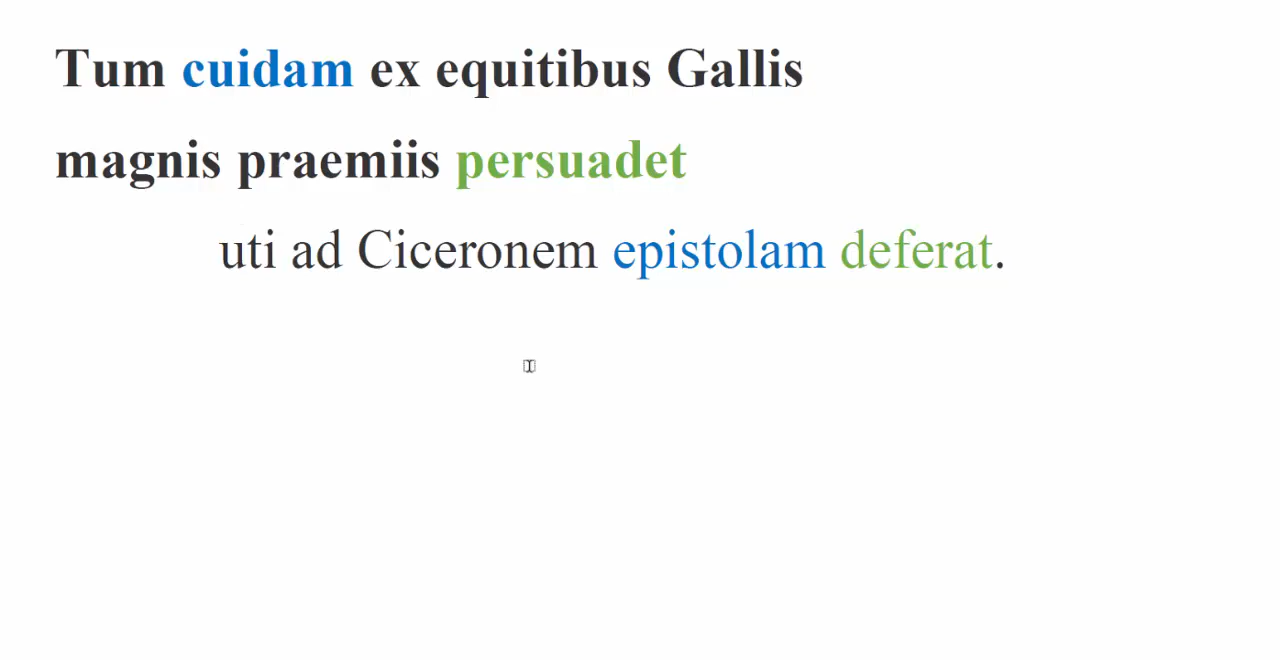 Tum cuidam ex equitibus Gallis
magnis praemiis persuadet
uti ad Ciceronem epistolam deferat.